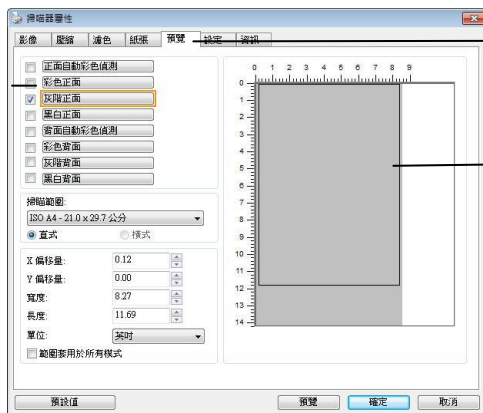 掃瞄器屬性
影像 壓縮 濾色 紙張 預覽 設定 資訊
正面自動彩色偵測
彩色正面
灰階正面
黑白正面
背面自動彩色偵測
彩色背面
灰階背面
黑白背面
掃瞄範圍:
ISO A4 - 21.0 x 29.7 公分
直式 橫式
X 偏移量: 0.12
Y 偏移量: 0.00
寬度: 8.27
長度: 11.69
單位: 英吋
範圍套用於所有模式
0 1 2 3 4 5 6 7 8 9
0
1
2
3
4
5
6
7
8
9
10
11
12
13
14
預設值 預覽 確定 取消